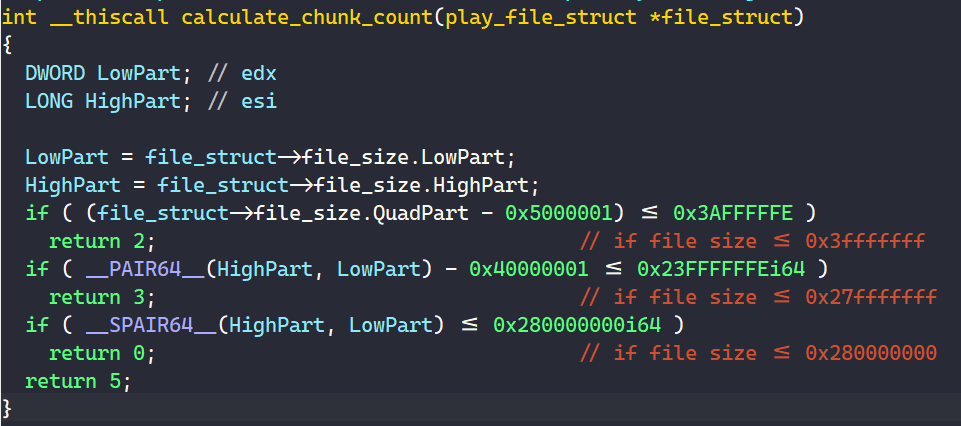 int __thiscall calculate_chunk_count(play_file_struct *file_struct)
{
  DWORD LowPart; // edx
  LONG HighPart; // esi

  LowPart = file_struct->file_size.LowPart;
  HighPart = file_struct->file_size.HighPart;
  if ( (file_struct->file_size.QuadPart - 0x5000001) <= 0x3AFFFFFE )
    return 2;                                   // if file size <= 0x3fffffff
  if ( __PAIR64__(HighPart, LowPart) - 0x40000001 <= 0x23FFFFFFEi64 )
    return 3;                                   // if file size <= 0x27fffffff
  if ( __SPAIR64__(HighPart, LowPart) <= 0x280000000i64 )
    return 0;                                   // if file size <= 0x280000000
  return 5;
}